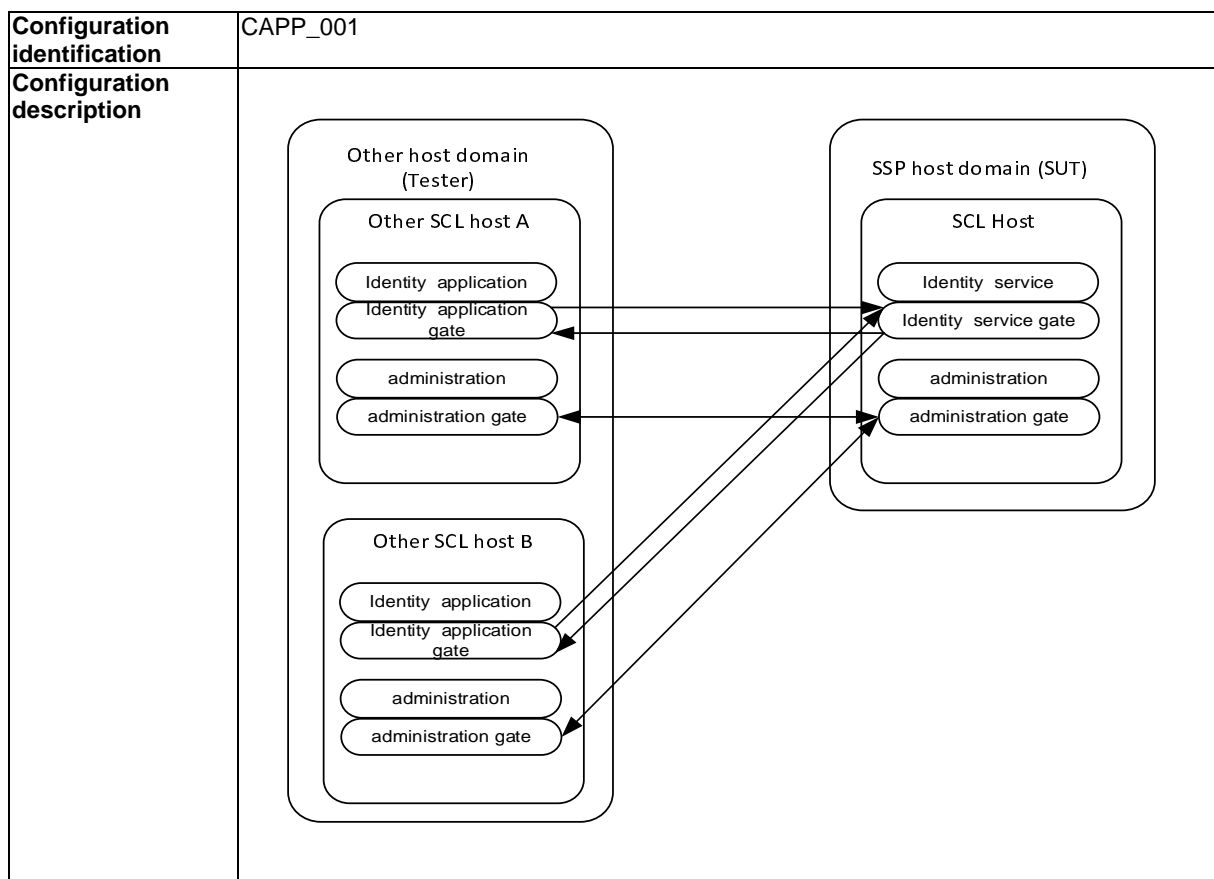 Configuration
identification
CAPP_001
Configuration
description
Other host domain
(Tester)
Other SCL host A
Identity application
Identity application
gate
administration
administration gate
Other SCL host B
Identity application
Identity application
gate
administration
administration gate
SSP host domain (SUT)
SCL Host
Identity service
Identity service gate
administration
administration gate